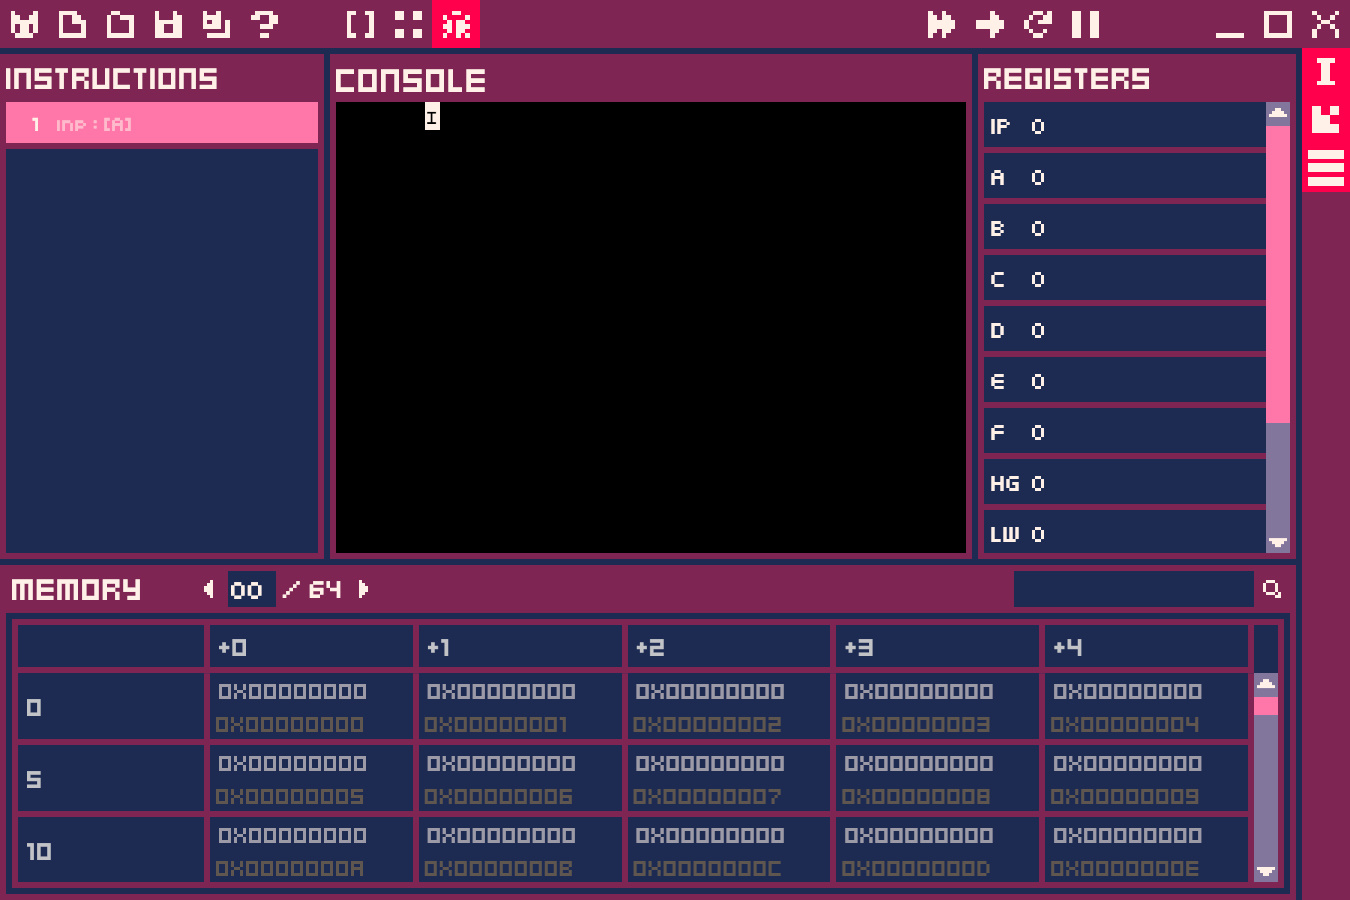 ?
[]
INSTRUCTIONS
1 inp:[A]
CONSOLE
I
REGISTERS
IP 0
A 0
B 0
C 0
D 0
E 0
F 0
HG 0
LW 0
I
MEMORY
00 / 64
+0 +1 +2 +3 +4
0 0X00000000 0X00000000 0X00000000 0X00000000 0X00000000
0X00000000 0X00000001 0X00000002 0X00000003 0X00000004
5 0X00000000 0X00000000 0X00000000 0X00000000 0X00000000
0X00000005 0X00000006 0X00000007 0X00000008 0X00000009
10 0X00000000 0X00000000 0X00000000 0X00000000 0X00000000
0X0000000A 0X0000000B 0X0000000C 0X0000000D 0X0000000E